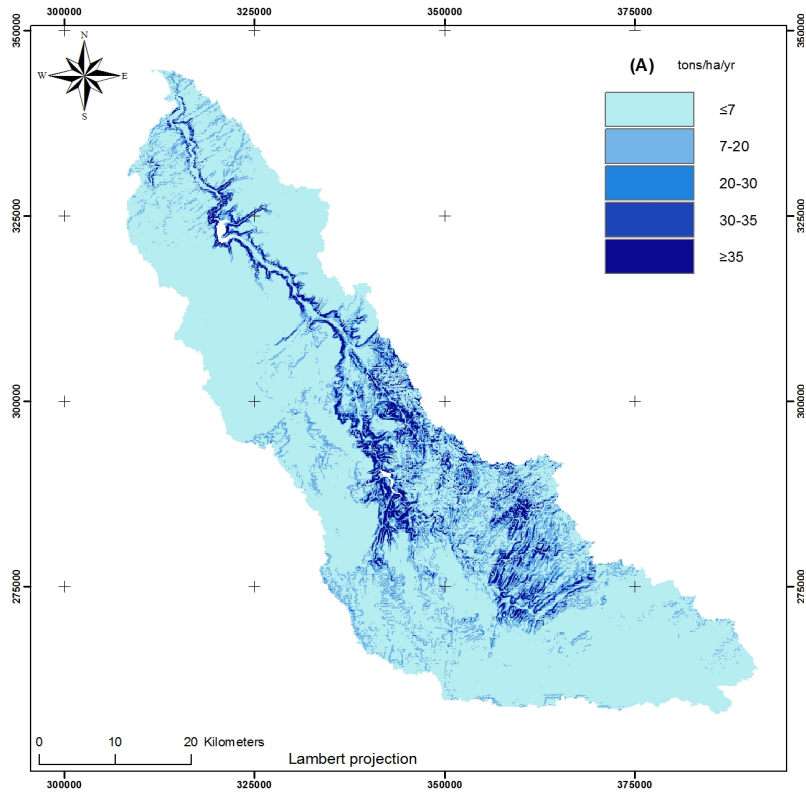 300000 325000 350000 375000
350000 350000
N
W E
S
(A) tons/ha/yr
≤7
7-20
20-30
30-35
≥35
325000 325000
300000 300000
275000 275000
0 10 20 Kilometers
Lambert projection
300000 325000 350000 375000